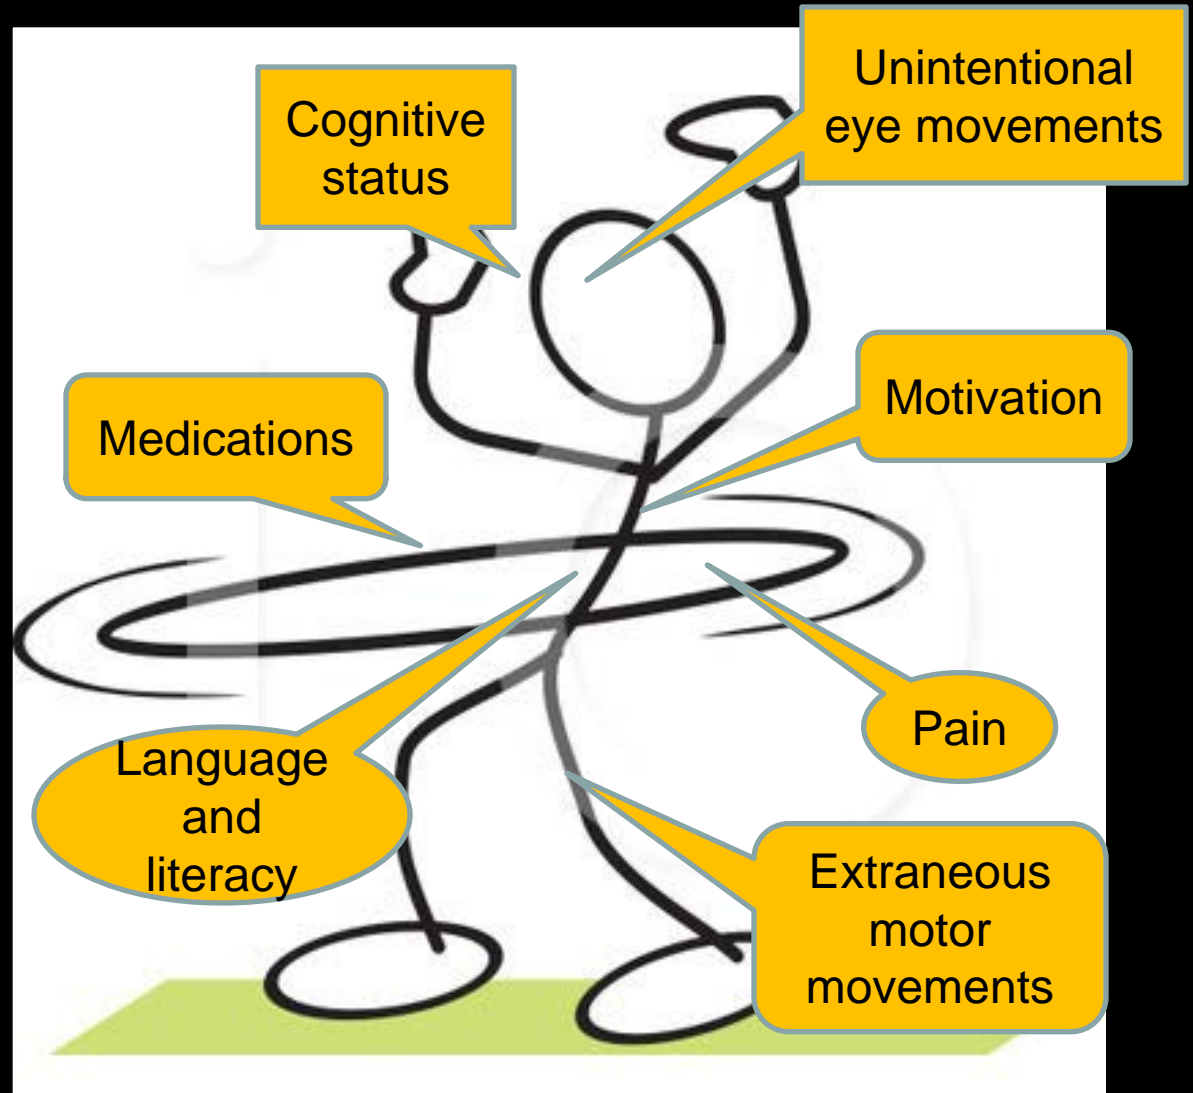 Unintentional
eye movements
Cognitive
status
Motivation
Medications
Pain
Language
and
literacy
Extraneous
motor
movements